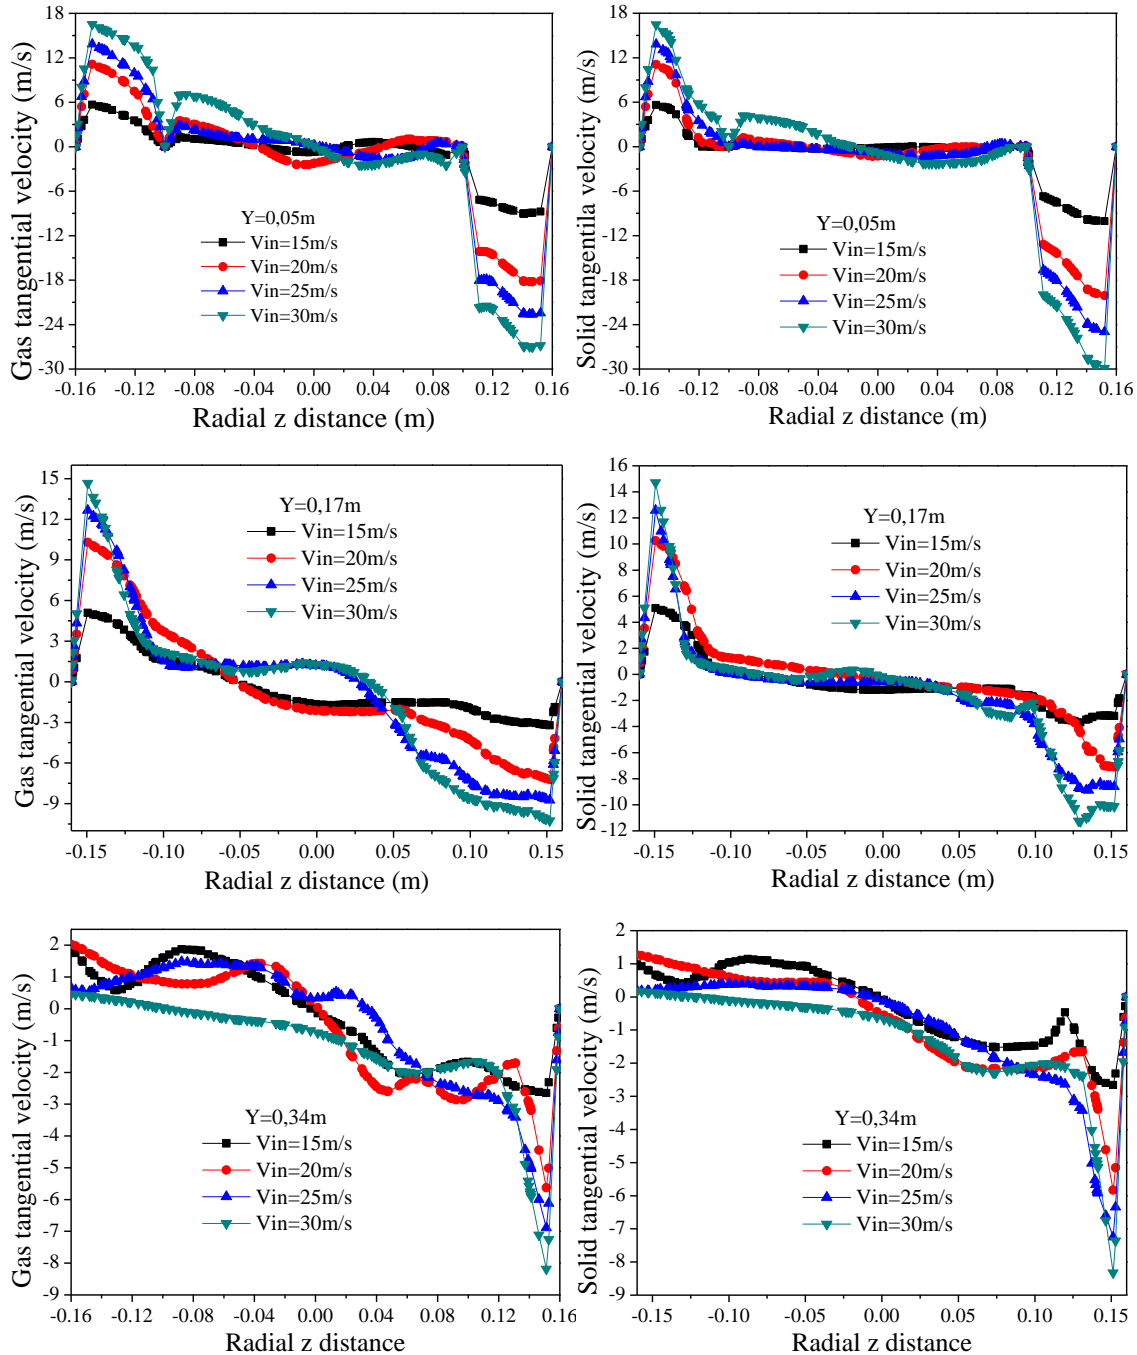 18
12
6
0
-6
-12
-18
-24
-30
Gas tangential velocity (m/s)
Y=0,05m
Vin=15m/s
Vin=20m/s
Vin=25m/s
Vin=30m/s
-0.16 -0.12 -0.08 -0.04 0.00 0.04 0.08 0.12 0.16
Radial z distance (m)
18
12
6
0
-6
-12
-18
-24
-30
Solid tangentila velocity (m/s)
Y=0,05m
Vin=15m/s
Vin=20m/s
Vin=25m/s
Vin=30m/s
-0.16 -0.12 -0.08 -0.04 0.00 0.04 0.08 0.12 0.16
Radial z distance (m)
15
12
9
6
3
0
-3
-6
-9
Gas tangential velocity (m/s)
Y=0,17m
Vin=15m/s
Vin=20m/s
Vin=25m/s
Vin=30m/s
-0.15 -0.10 -0.05 0.00 0.05 0.10 0.15
Radial z distance (m)
16
14
12
10
8
6
4
2
0
-2
-4
-6
-8
-10
-12
Solid tangential velocity (m/s)
Y=0,17m
Vin=15m/s
Vin=20m/s
Vin=25m/s
Vin=30m/s
-0.15 -0.10 -0.05 0.00 0.05 0.10 0.15
Radial z distance (m)
2
1
0
-1
-2
-3
-4
-5
-6
-7
-8
-9
Gas tangential velocity (m/s)
Y=0,34m
Vin=15m/s
Vin=20m/s
Vin=25m/s
Vin=30m/s
-0.16 -0.12 -0.08 -0.04 0.00 0.04 0.08 0.12 0.16
Radial z distance
2
1
0
-1
-2
-3
-4
-5
-6
-7
-8
-9
Solid tangential velocity (m/s)
Y=0,34m
Vin=15m/s
Vin=20m/s
Vin=25m/s
Vin=30m/s
-0.15 -0.10 -0.05 0.00 0.05 0.10 0.15
Radial z distance